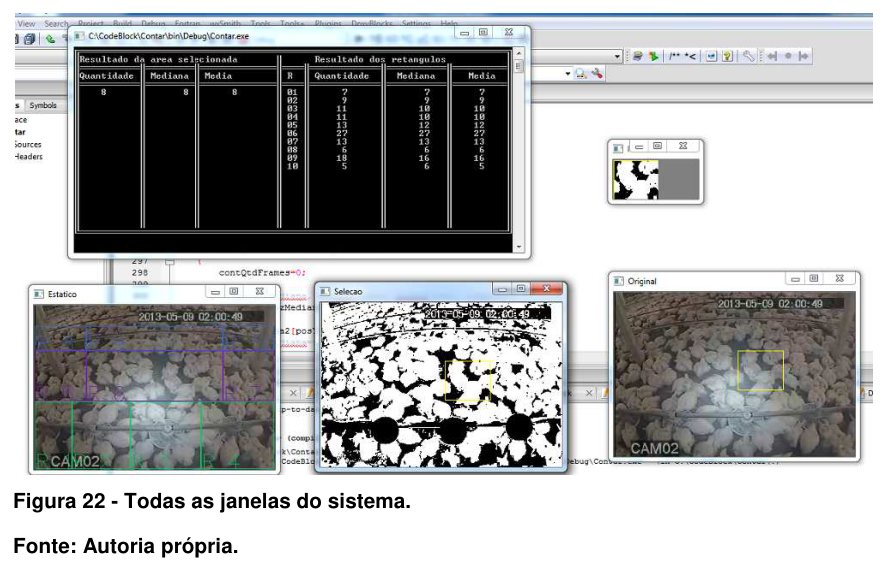 View Search Project Build Debug Fortran wxSmith Tools Tools+ Plugins DoxyBlocks Settings Help
C:\CodeBlock\Contar\bin\Debug\Contar.exe
Resultado da area selecionada Resultado dos retangulos
Quantidade Mediana Media R Quantidade Mediana Media
8 8 8 01 7 7 7
02 9 9 9
03 11 10 10
04 11 10 10
05 13 12 12
06 27 27 27
07 13 13 13
08 6 6 6
09 18 16 16
10 5 6 5
s Symbols
ace
tar
Sources
Headers
297 {
298 contQtdFrames=0;
Estatico
2013-05-09 02:00:49
CAM02
Selecao
2013-05-09 02:00:49
Original
2013-05-09 02:00:49
CAM02
Figura 22 - Todas as janelas do sistema.
Fonte: Autoria própria.